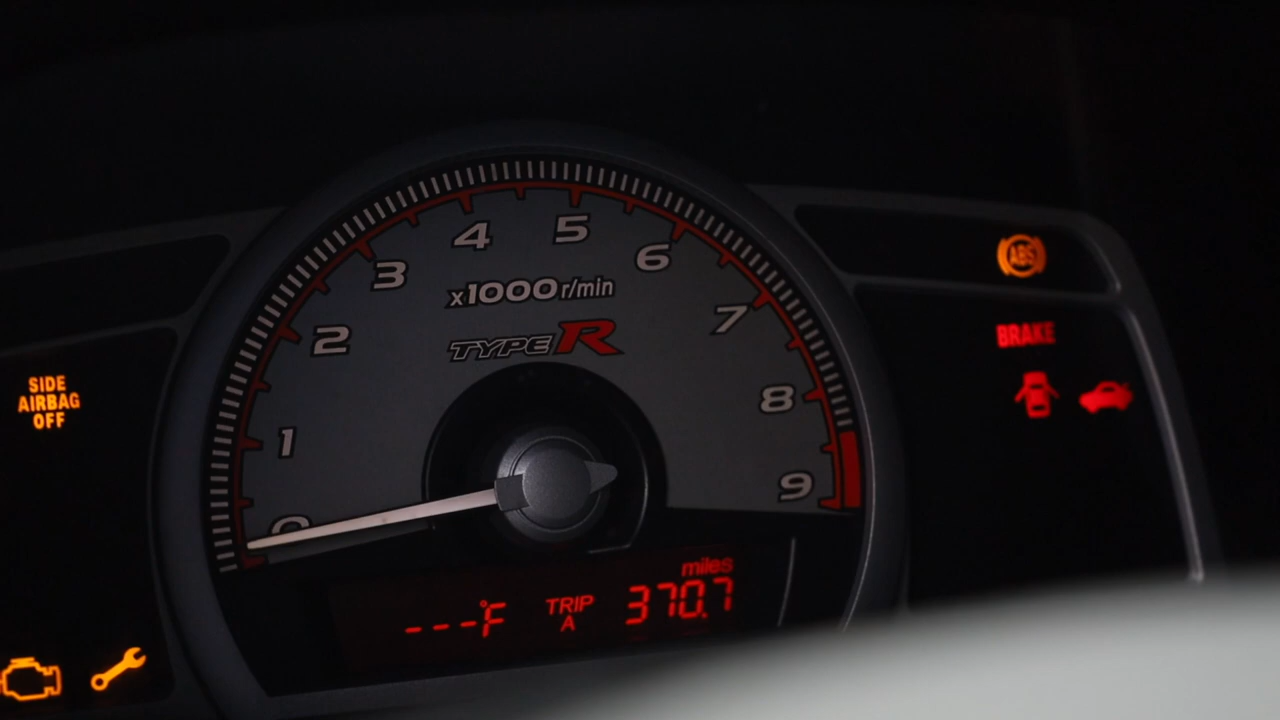 4 5
3 6
x1000 r/min
2 7
TYPE R
ABS
BRAKE
SIDE
AIRBAG
OFF
8
1
9
0
miles
---°F TRIP A 370.7